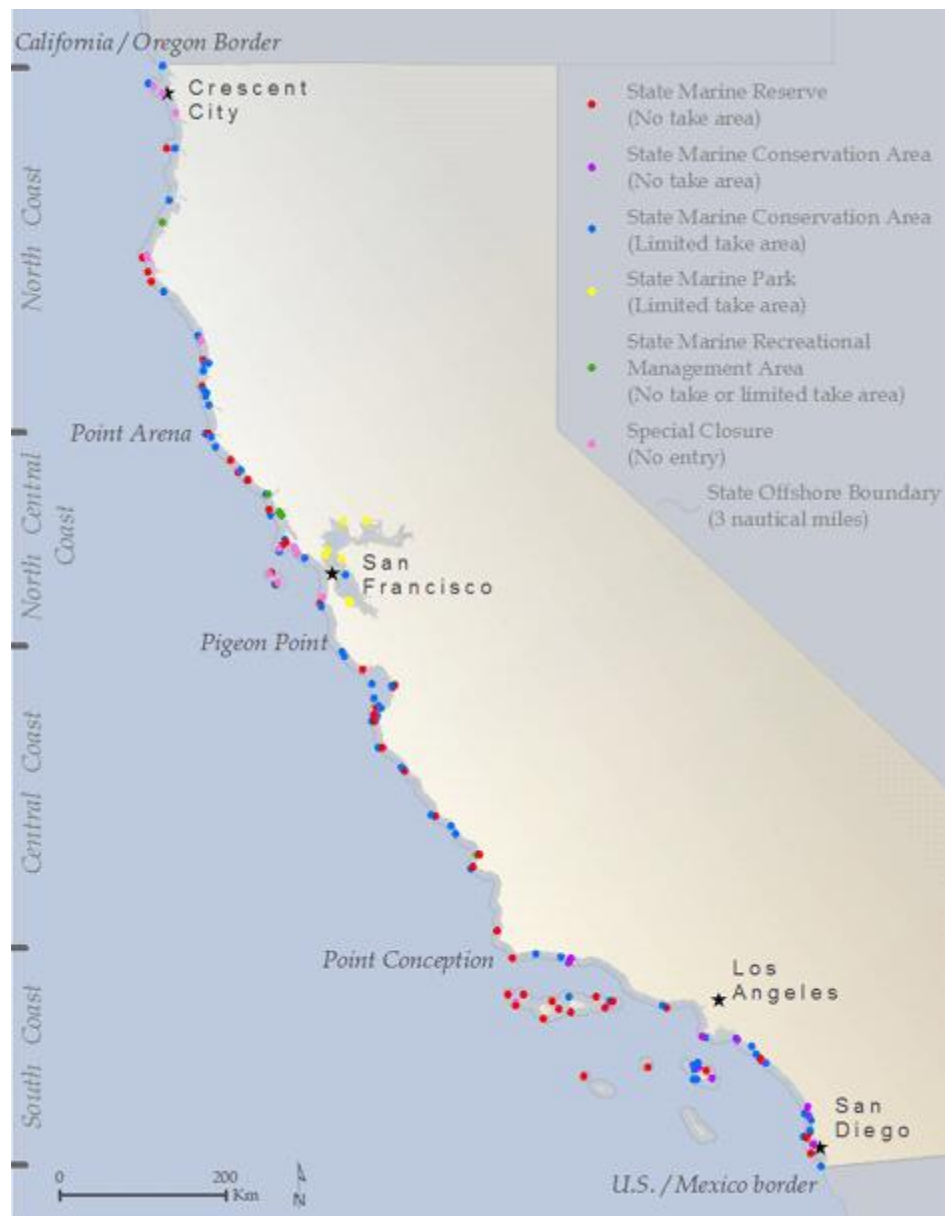 California / Oregon Border
Crescent
City
State Marine Reserve
(No take area)
State Marine Conservation Area
(No take area)
State Marine Conservation Area
(Limited take area)
State Marine Park
(Limited take area)
State Marine Recreational
Management Area
(No take or limited take area)
Special Closure
(No entry)
State Offshore Boundary
(3 nautical miles)
North Coast
Point Arena
North Central
Coast
San
Francisco
Pigeon Point
Central Coast
Point Conception
Los
Angeles
South Coast
San
Diego
U.S. / Mexico border
0
200
Km
N